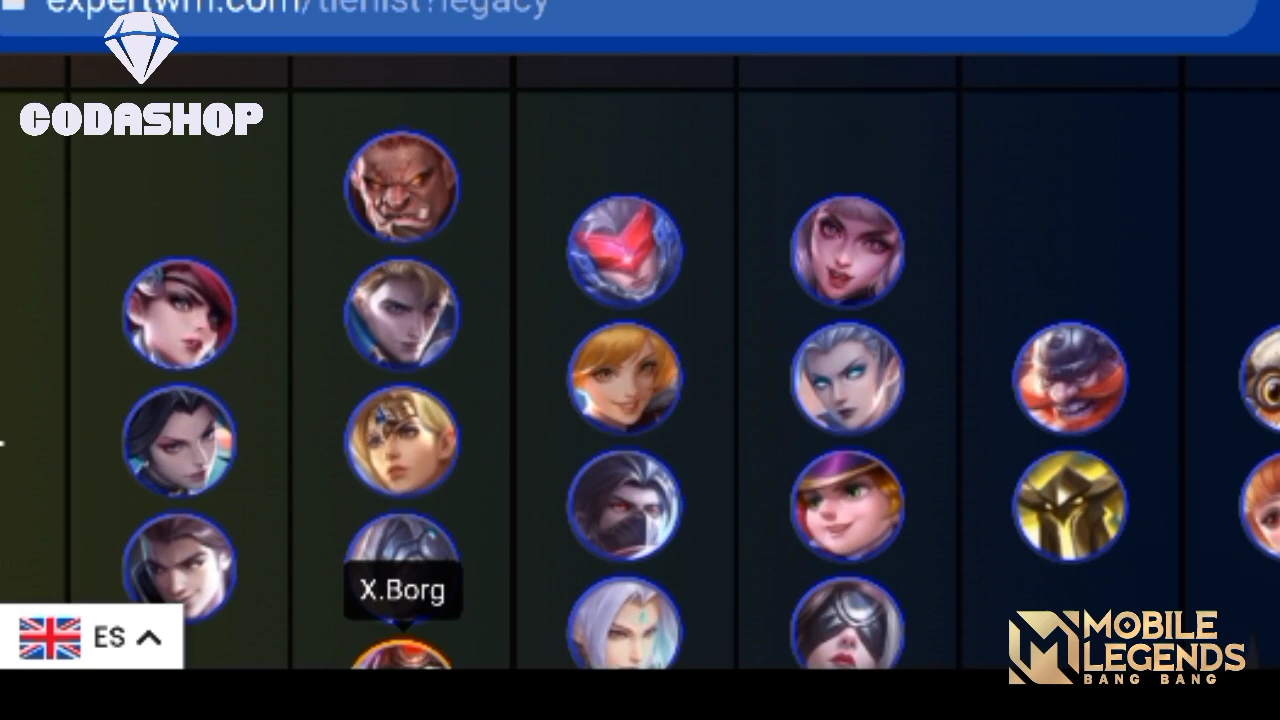 expertwm.com/tierlist?legacy
CODASHOP
X.Borg
ES
MOBILE
LEGENDS
BANG BANG